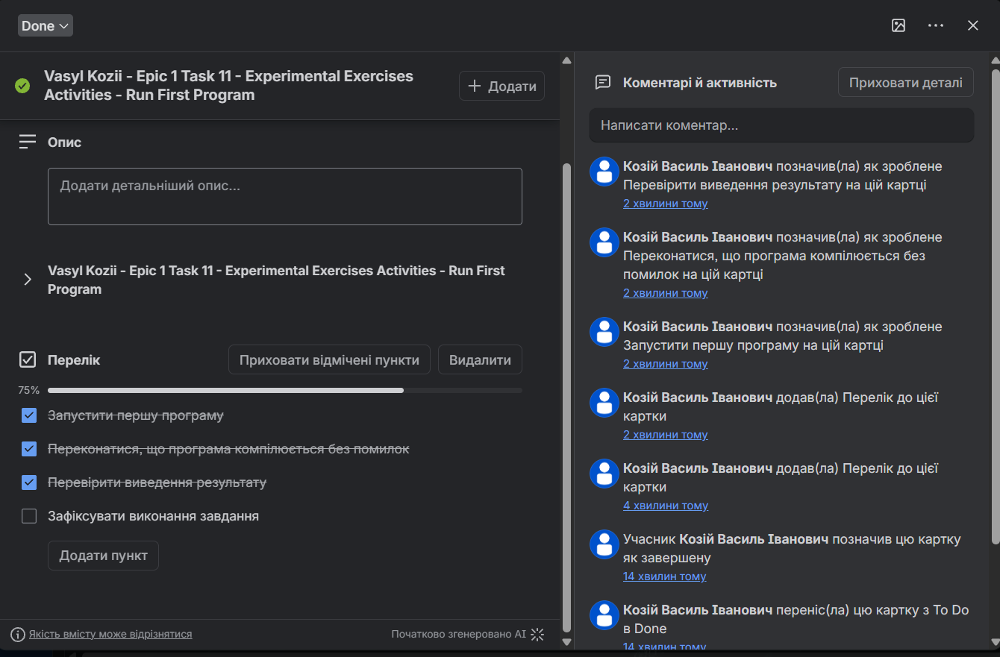 Done
Vasyl Kozii - Epic 1 Task 11 - Experimental Exercises
Activities - Run First Program
+ Додати
Опис
Додати детальніший опис...
Vasyl Kozii - Epic 1 Task 11 - Experimental Exercises Activities - Run First
Program
Перелік
Приховати відмічені пункти
Видалити
75%
Запустити першу програму
Переконатися, що програма компілюється без помилок
Перевірити виведення результату
Зафіксувати виконання завдання
Додати пункт
Якість вмісту може відрізнятися
Початково згенеровано AI
Коментарі й активність
Приховати деталі
Написати коментар...
Козій Василь Іванович позначив(ла) як зроблене
Перевірити виведення результату на цій картці
2 хвилини тому
Козій Василь Іванович позначив(ла) як зроблене
Переконатися, що програма компілюється без
помилок на цій картці
2 хвилини тому
Козій Василь Іванович позначив(ла) як зроблене
Запустити першу програму на цій картці
2 хвилини тому
Козій Василь Іванович додав(ла) Перелік до цієї
картки
2 хвилини тому
Козій Василь Іванович додав(ла) Перелік до цієї
картки
4 хвилини тому
Учасник Козій Василь Іванович позначив цю картку
як завершену
14 хвилин тому
Козій Василь Іванович переніс(ла) цю картку з To Do
в Done
14 хвилин тому